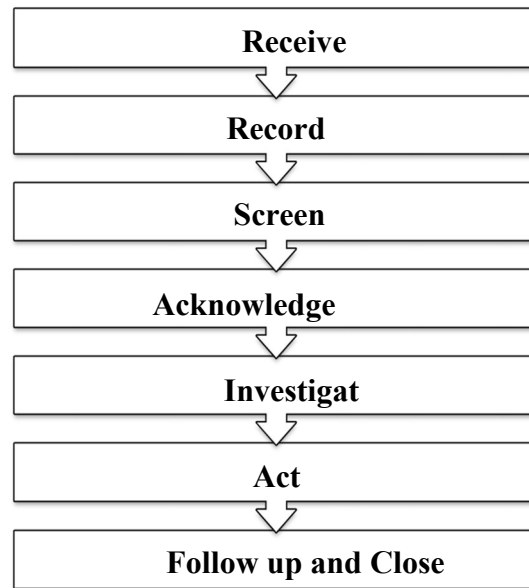 Receive
Record
Screen
Acknowledge
Investigat
Act
Follow up and Close